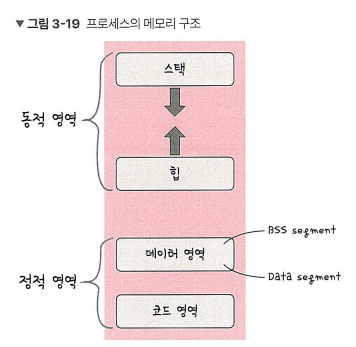 ▼ 그림 3-19 프로세스의 메모리 구조
스택
동적 영역
힙
BSS segment
데이터 영역
정적 영역
Data segment
코드 영역